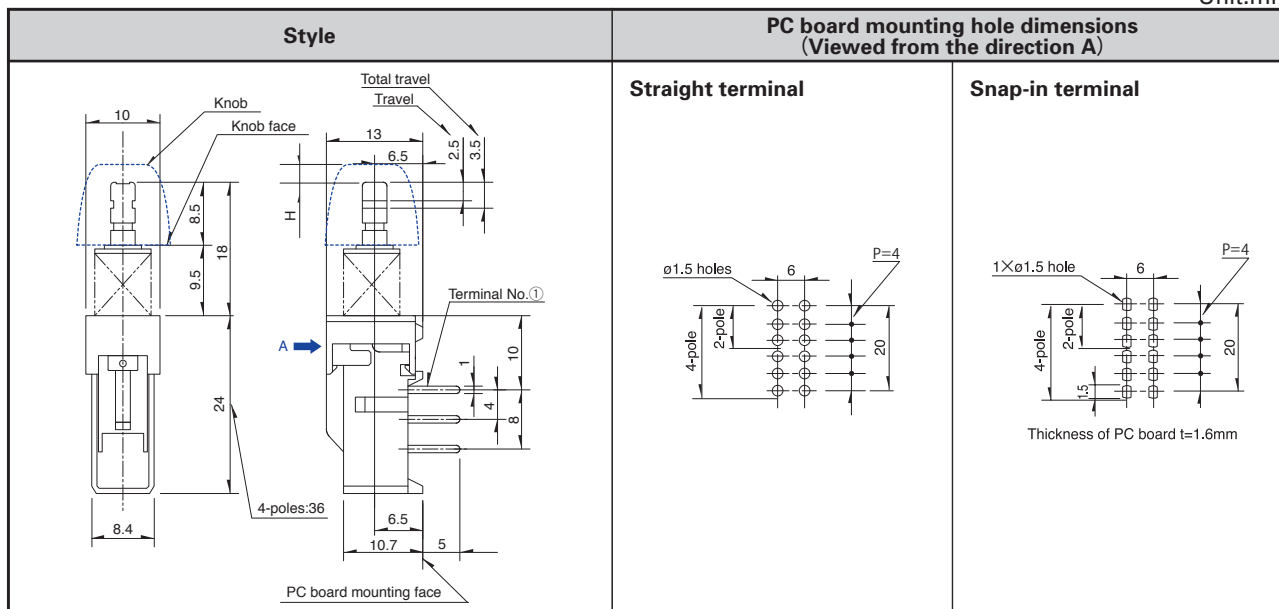 Style
PC board mounting hole dimensions
(Viewed from the direction A)
Total travel
Travel
Knob
Knob face
10
13
6.5
2.5
3.5
H
8.5
9.5
18
24
8.4
4-poles:36
A
Terminal No.①
1
4
8
10
6.5
10.7
5
PC board mounting face
Straight terminal
ø1.5 holes
6
P=4
4-pole
2-pole
20
Snap-in terminal
1×ø1.5 hole
6
P=4
4-pole
2-pole
1.5
20
Thickness of PC board t=1.6mm